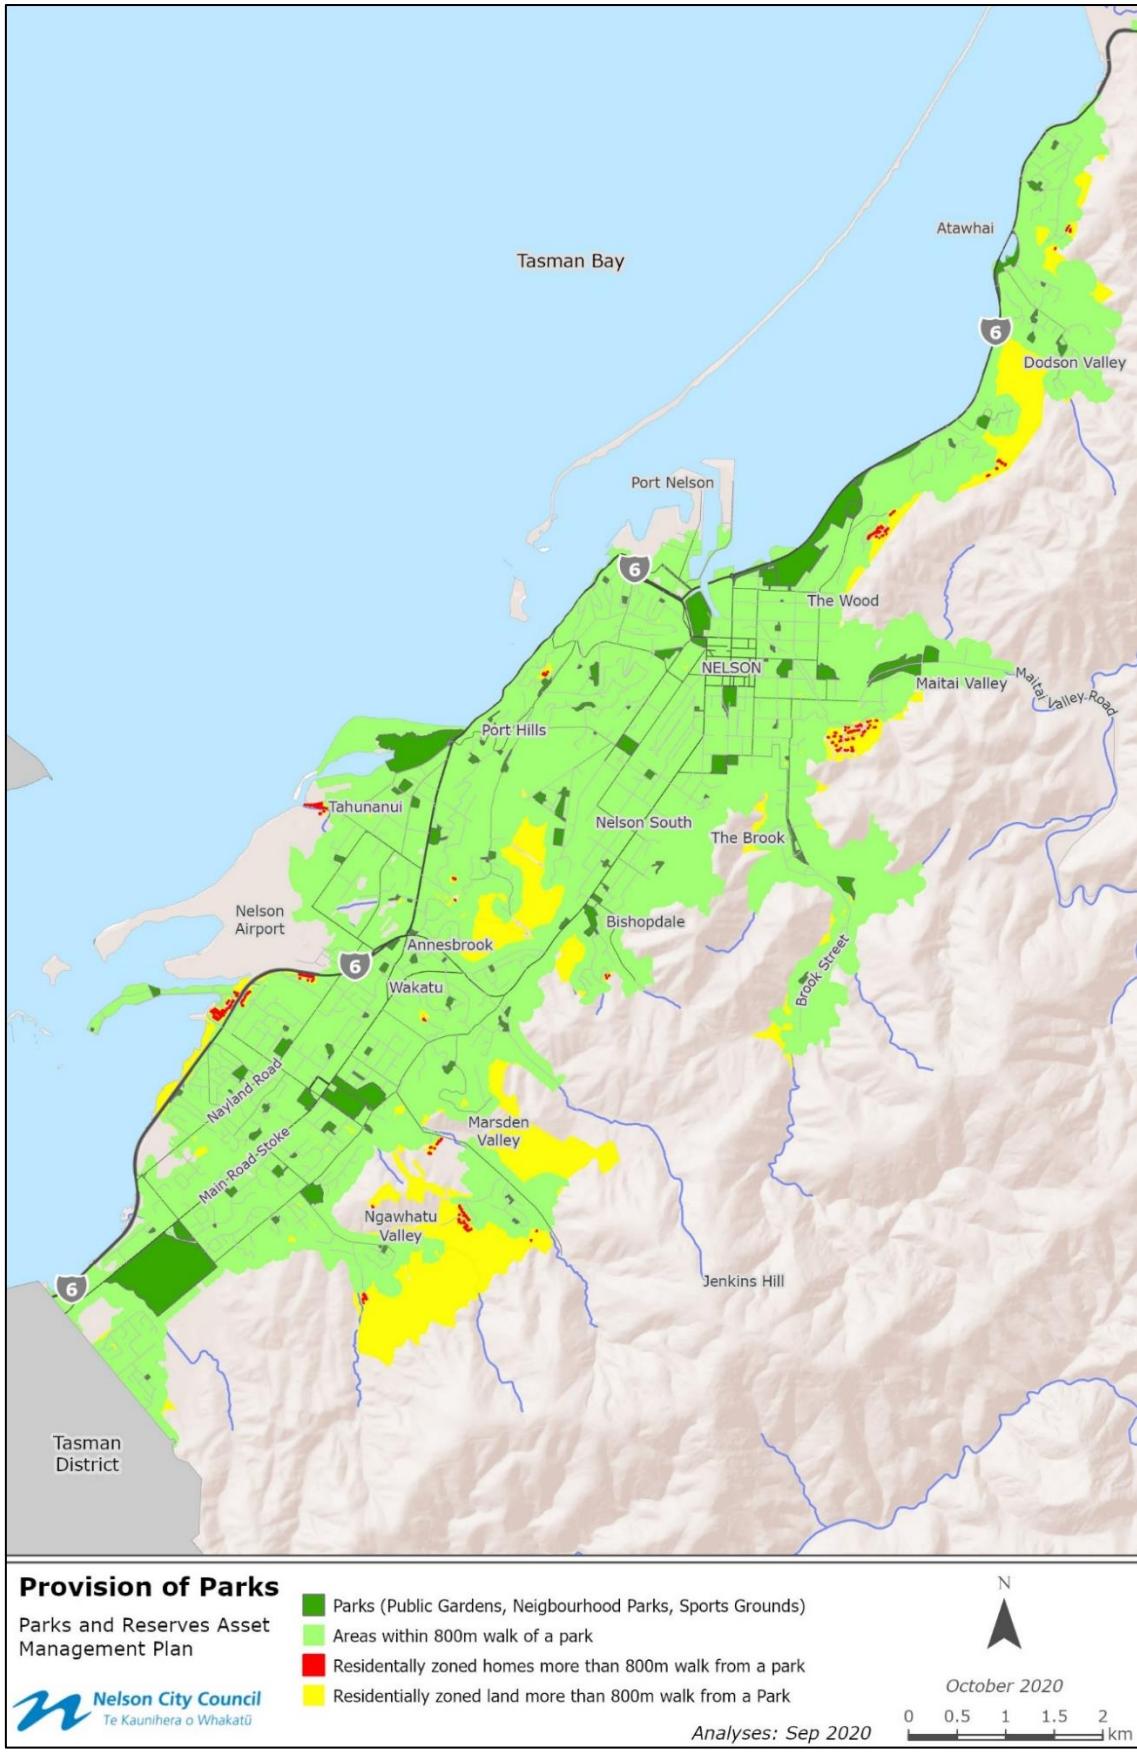 Atawhai
Tasman Bay
6
Dodson Valley
Port Nelson
6
The Wood
NELSON
Maitai Valley
Maitai Valley Road
Port Hills
Tahunanui
Nelson South
The Brook
Nelson
Airport
Bishopdale
Annesbrook
6
Wakatu
Brook Street
Nayland Road
Marsden
Valley
Main Road Stoke
Ngawhatu
Valley
Jenkins Hill
6
Tasman
District
Provision of Parks
Parks and Reserves Asset
Management Plan
Nelson City Council
Te Kaunihera o Whakatū
Parks (Public Gardens, Neigbourhood Parks, Sports Grounds)
Areas within 800m walk of a park
Residentally zoned homes more than 800m walk from a park
Residentially zoned land more than 800m walk from a Park
N
October 2020
Analyses: Sep 2020
0 0.5 1 1.5 2
km